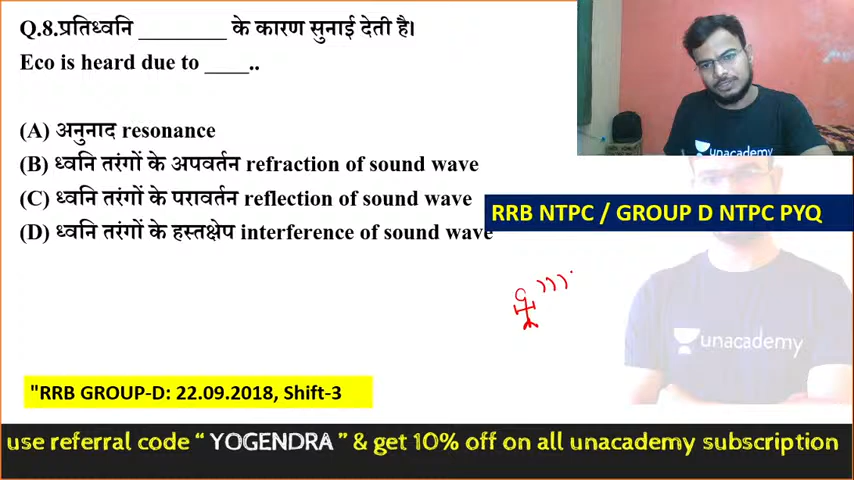 Q.8.प्रतिध्वनि ________ के कारण सुनाई देती है।
Eco is heard due to ____..
(A) अनुनाद resonance
(B) ध्वनि तरंगों के अपवर्तन refraction of sound wave
(C) ध्वनि तरंगों के परावर्तन reflection of sound wave
(D) ध्वनि तरंगों के हस्तक्षेप interference of sound wave
unacademy
RRB NTPC / GROUP D NTPC PYQ
unacademy
"RRB GROUP-D: 22.09.2018, Shift-3
use referral code “ YOGENDRA ” & get 10% off on all unacademy subscription